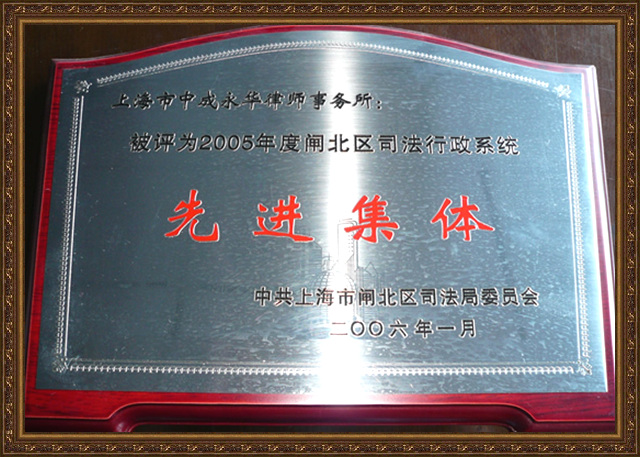 上海市中成永华律师事务所：
被评为2005年度闸北区司法行政系统
先进集体
中共上海市闸北区司法局委员会
二〇〇六年一月